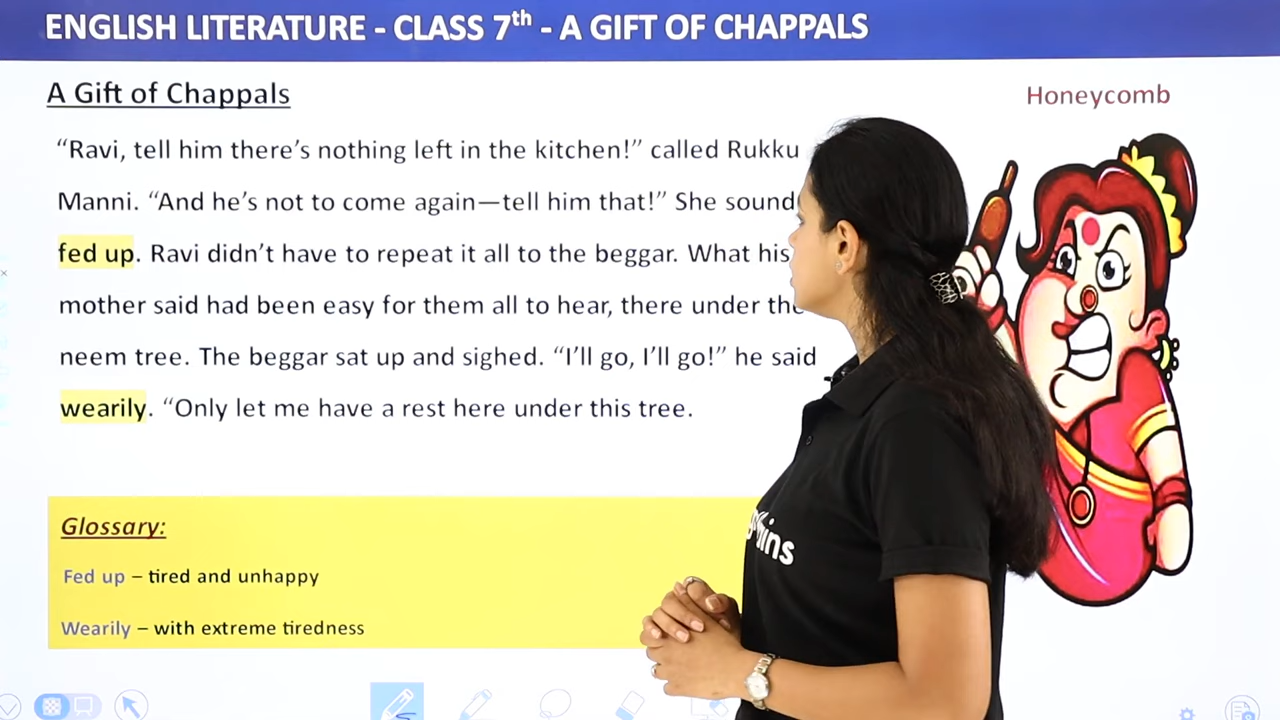 ENGLISH LITERATURE - CLASS 7th - A GIFT OF CHAPPALS
A Gift of Chappals
Honeycomb
“Ravi, tell him there’s nothing left in the kitchen!” called Rukku
Manni. “And he’s not to come again—tell him that!” She
fed up. Ravi didn’t have to repeat it all to the beggar. What his
mother said had been easy for them all to hear, there under the
neem tree. The beggar sat up and sighed. “I’ll go, I’ll go!” he said
wearily. “Only let me have a rest here under this tree.
Glossary:
Fed up – tired and unhappy
Wearily – with extreme tiredness